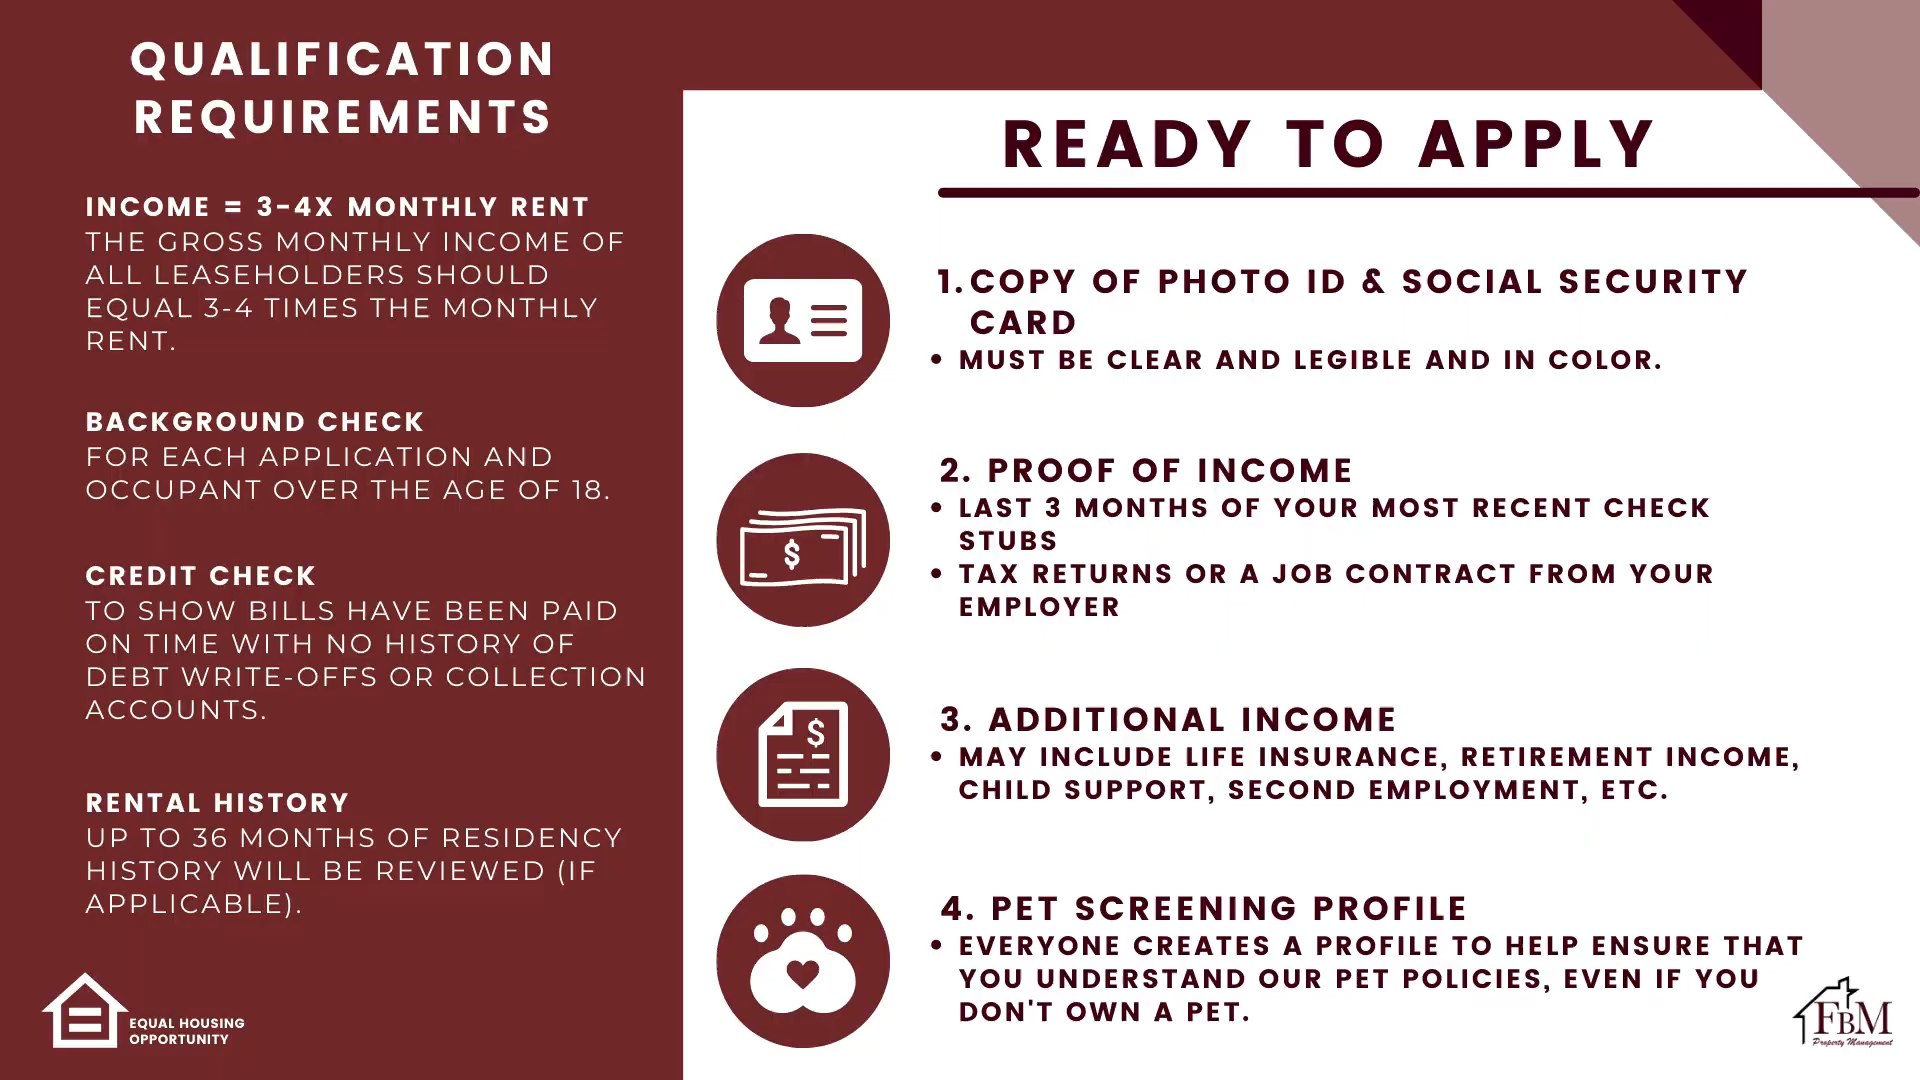 QUALIFICATION
REQUIREMENTS
INCOME = 3-4X MONTHLY RENT
THE GROSS MONTHLY INCOME OF
ALL LEASEHOLDERS SHOULD
EQUAL 3-4 TIMES THE MONTHLY
RENT.
BACKGROUND CHECK
FOR EACH APPLICATION AND
OCCUPANT OVER THE AGE OF 18.
CREDIT CHECK
TO SHOW BILLS HAVE BEEN PAID
ON TIME WITH NO HISTORY OF
DEBT WRITE-OFFS OR COLLECTION
ACCOUNTS.
RENTAL HISTORY
UP TO 36 MONTHS OF RESIDENCY
HISTORY WILL BE REVIEWED (IF
APPLICABLE).
EQUAL HOUSING
OPPORTUNITY
READY TO APPLY
1. COPY OF PHOTO ID & SOCIAL SECURITY
CARD
• MUST BE CLEAR AND LEGIBLE AND IN COLOR.
2. PROOF OF INCOME
• LAST 3 MONTHS OF YOUR MOST RECENT CHECK
STUBS
• TAX RETURNS OR A JOB CONTRACT FROM YOUR
EMPLOYER
$
3. ADDITIONAL INCOME
• MAY INCLUDE LIFE INSURANCE, RETIREMENT INCOME,
CHILD SUPPORT, SECOND EMPLOYMENT, ETC.
$
4. PET SCREENING PROFILE
• EVERYONE CREATES A PROFILE TO HELP ENSURE THAT
YOU UNDERSTAND OUR PET POLICIES, EVEN IF YOU
DON'T OWN A PET.
FBM
Property Management